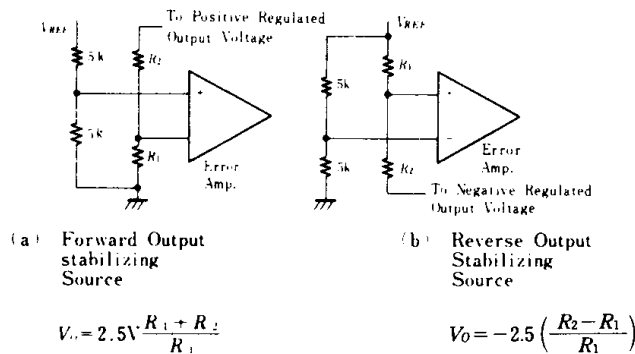 VREF
To Positive Regulated
Output Voltage
R2
5k
+
5k
R1
Error
Amp.
(a) Forward Output
stabilizing
Source
Vo=2.5V R1+R2
R1
VREF
R1
5k
+
−
5k
R2
Error
Amp.
To Negative Regulated
Output Voltage
(b) Reverse Output
Stabilizing
Source
VO=−2.5(R2−R1
R1)